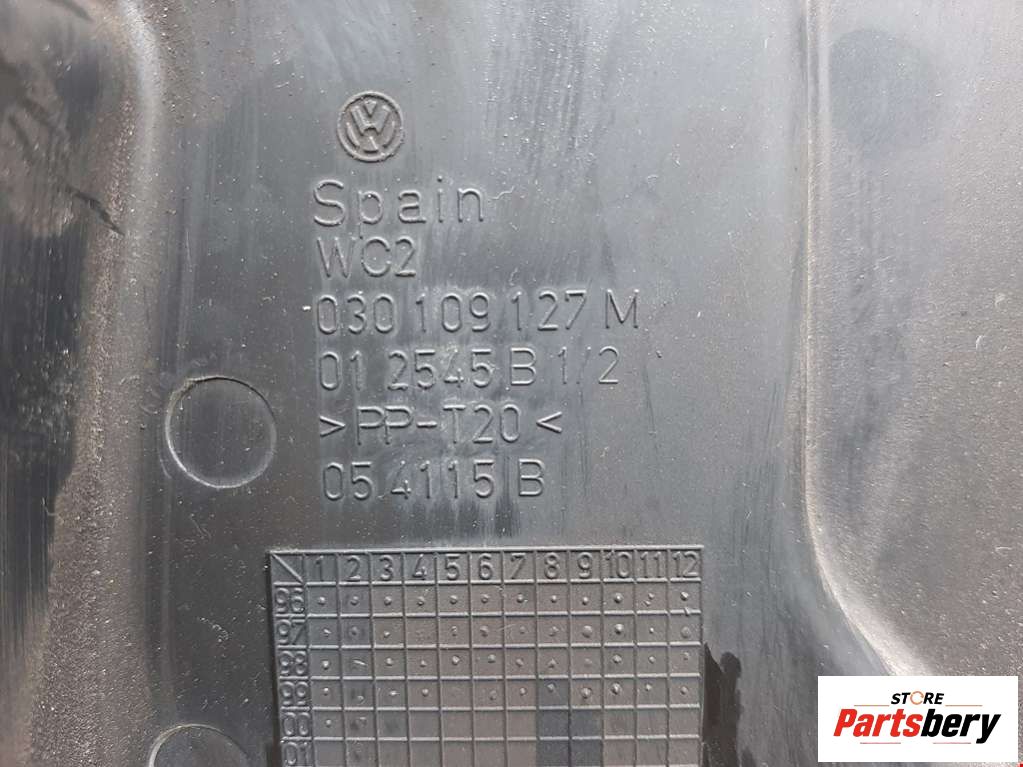 VW
Spain
WC2
030 109 127 M
01 2545 B 1/2
>PP-T20<
05 4115 B
1 2 3 4 5 6 7 8 9 10 11 12
96
97
98
99
00
01
STORE
Partsbery